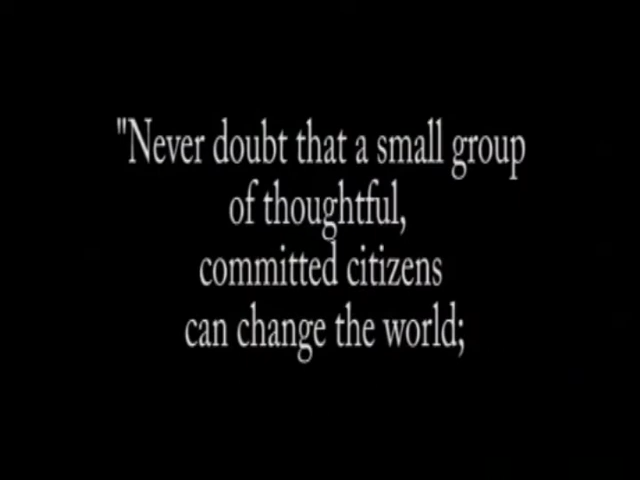 "Never doubt that a small group
of thoughtful,
committed citizens
can change the world;